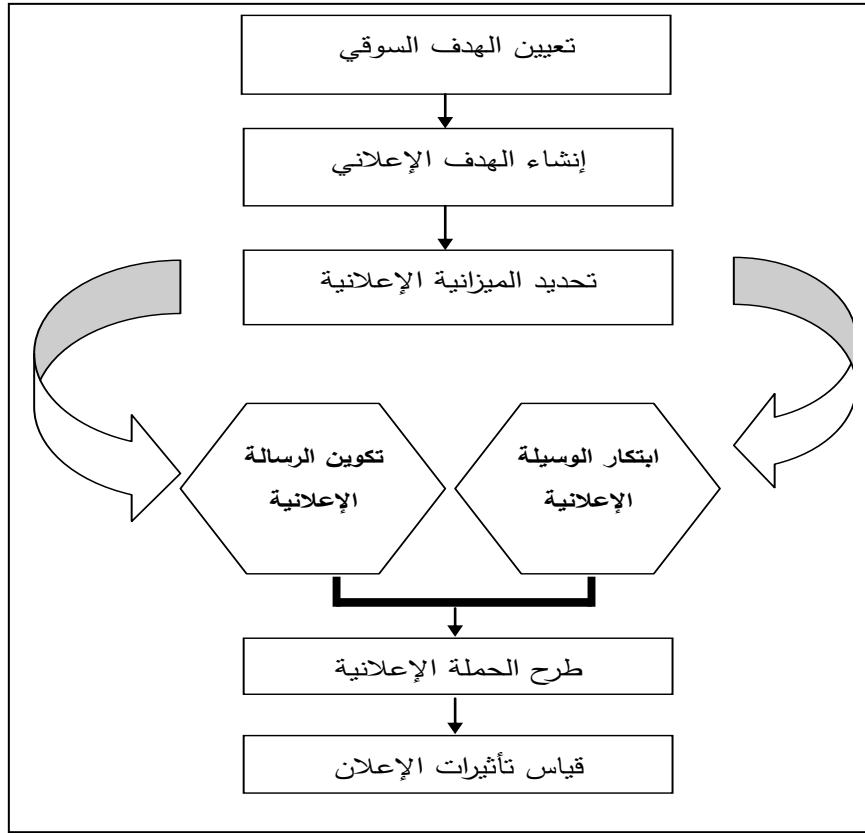 تعيين الهدف السوقي
إنشاء الهدف الإعلاني
تحديد الميزانية الإعلانية
ابتكار الوسيلة
الإعلانية
تكوين الرسالة
الإعلانية
طرح الحملة الإعلانية
قياس تأثيرات الإعلان